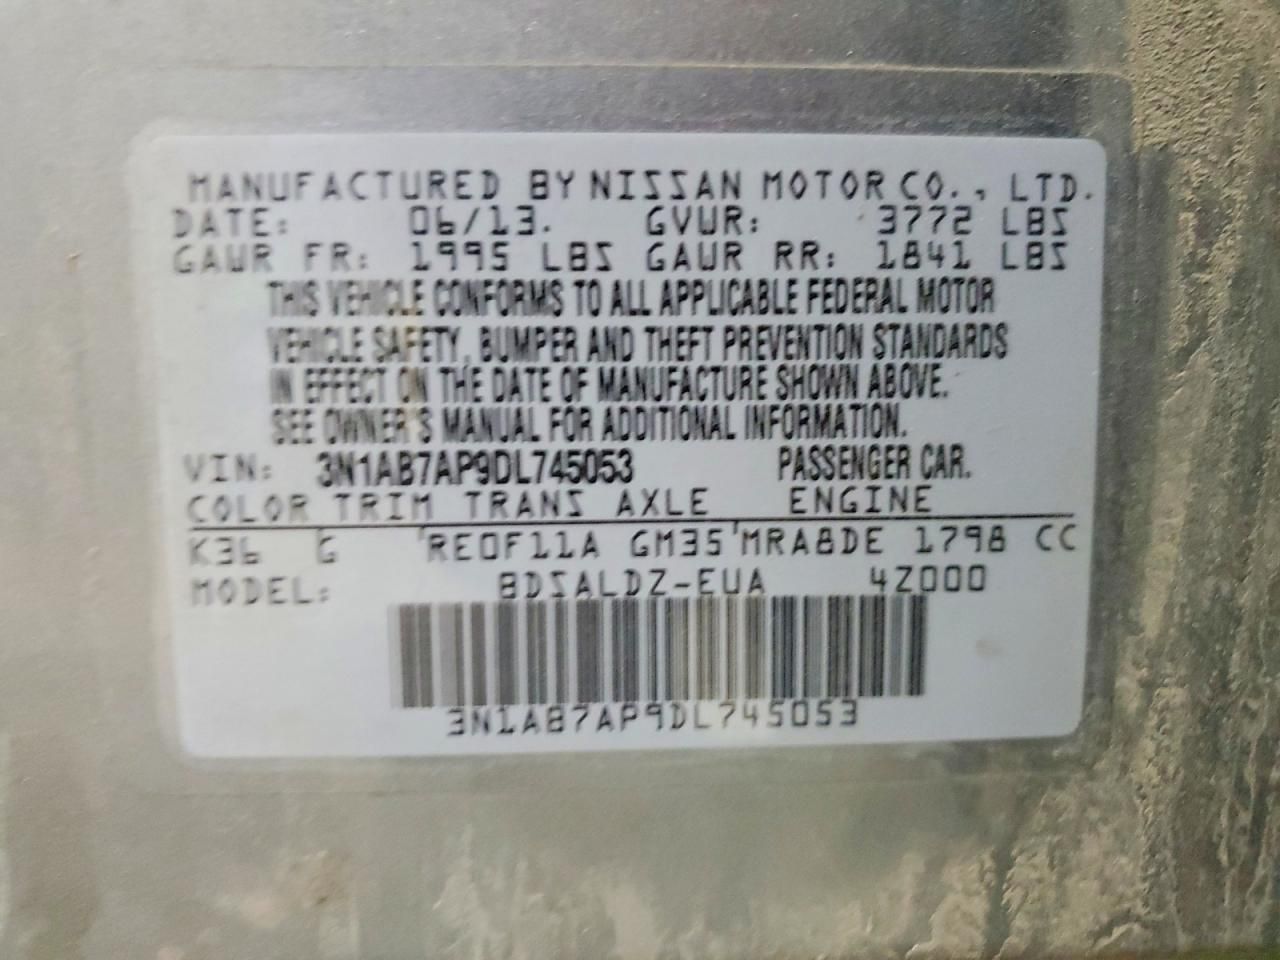 MANUFACTURED BY NISSAN MOTOR CO., LTD.
DATE: 06/13. GVWR: 3772 LBS
GAWR FR: 1995 LBS GAWR RR: 1841 LBS
THIS VEHICLE CONFORMS TO ALL APPLICABLE FEDERAL MOTOR
VEHICLE SAFETY, BUMPER AND THEFT PREVENTION STANDARDS
IN EFFECT ON THE DATE OF MANUFACTURE SHOWN ABOVE.
SEE OWNER'S MANUAL FOR ADDITIONAL INFORMATION.
VIN: 3N1AB7AP9DL745053 PASSENGER CAR.
COLOR TRIM TRANS AXLE ENGINE
K36 G 'RE0F11A GM35'MRA8DE 1798 CC
MODEL: BDSALDZ-EUA 4Z000
3N1AB7AP9DL745053